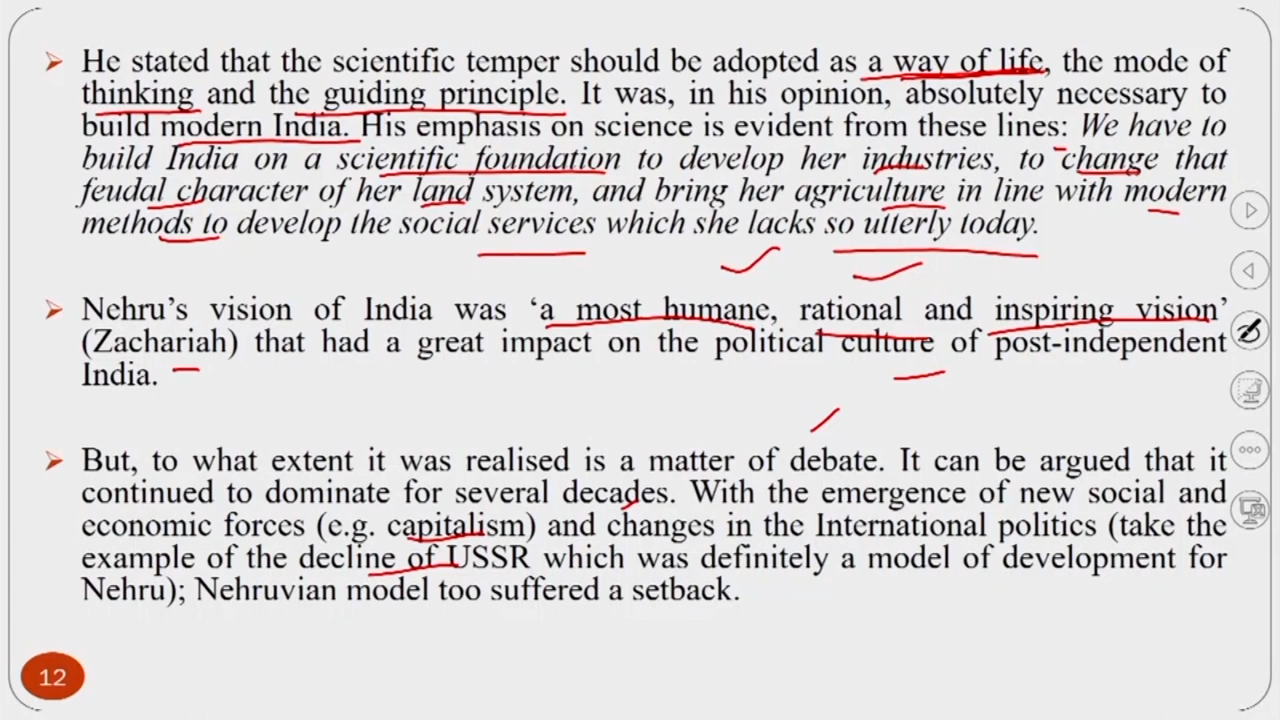 He stated that the scientific temper should be adopted as a way of life, the mode of
thinking and the guiding principle. It was, in his opinion, absolutely necessary to
build modern India. His emphasis on science is evident from these lines: We have to
build India on a scientific foundation to develop her industries, to change that
feudal character of her land system, and bring her agriculture in line with modern
methods to develop the social services which she lacks so utterly today.
Nehru's vision of India was ‘a most humane, rational and inspiring vision’
(Zachariah) that had a great impact on the political culture of post-independent
India.
But, to what extent it was realised is a matter of debate. It can be argued that it
continued to dominate for several decades. With the emergence of new social and
economic forces (e.g. capitalism) and changes in the International politics (take the
example of the decline of USSR which was definitely a model of development for
Nehru); Nehruvian model too suffered a setback.
12